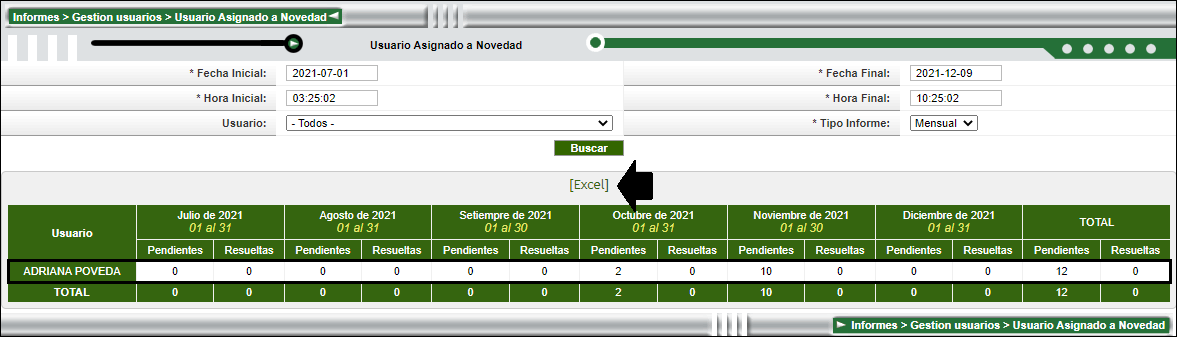 Informes > Gestion usuarios > Usuario Asignado a Novedad
Usuario Asignado a Novedad
* Fecha Inicial: 2021-07-01 * Fecha Final: 2021-12-09
* Hora Inicial: 03:25:02 * Hora Final: 10:25:02
Usuario: - Todos - * Tipo Informe: Mensual
Buscar
[Excel]
Usuario Julio de 2021 Agosto de 2021 Setiempre de 2021 Octubre de 2021 Noviembre de 2021 Diciembre de 2021 TOTAL
01 al 31 01 al 31 01 al 30 01 al 31 01 al 30 01 al 31
Pendientes Resueltas Pendientes Resueltas Pendientes Resueltas Pendientes Resueltas Pendientes Resueltas Pendientes Resueltas Pendientes Resueltas
ADRIANA POVEDA 0 0 0 0 0 0 2 0 10 0 0 0 12 0
TOTAL 0 0 0 0 0 0 2 0 10 0 0 0 12 0
Informes > Gestion usuarios > Usuario Asignado a Novedad